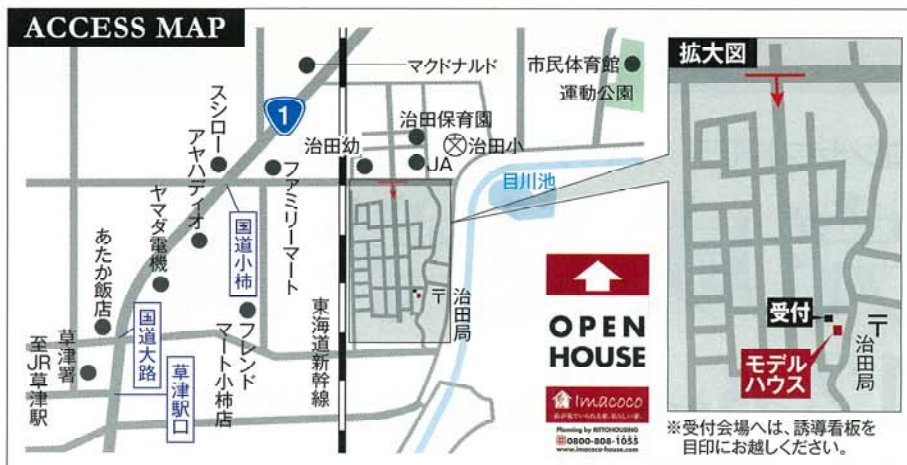 ACCESS MAP
マクドナルド
市民体育館
運動公園
スシロー
アヤハディオ
ヤマダ電機
あたか飯店
1
治田保育園
治田幼
治田小
文
JA
ファミリーマート
目川池
国道小柿
国道大路
草津駅口
草津署
至JR草津駅
フレンド
マート小柿店
東海道新幹線
〒
治田局
OPEN
HOUSE
Imacoco
Planning by RITTOHOUSING
0800-808-1055
www.imacoco-house.com
拡大図
受付
モデル
ハウス
〒
治田局
※受付会場へは、誘導看板を
目印にお越しください。